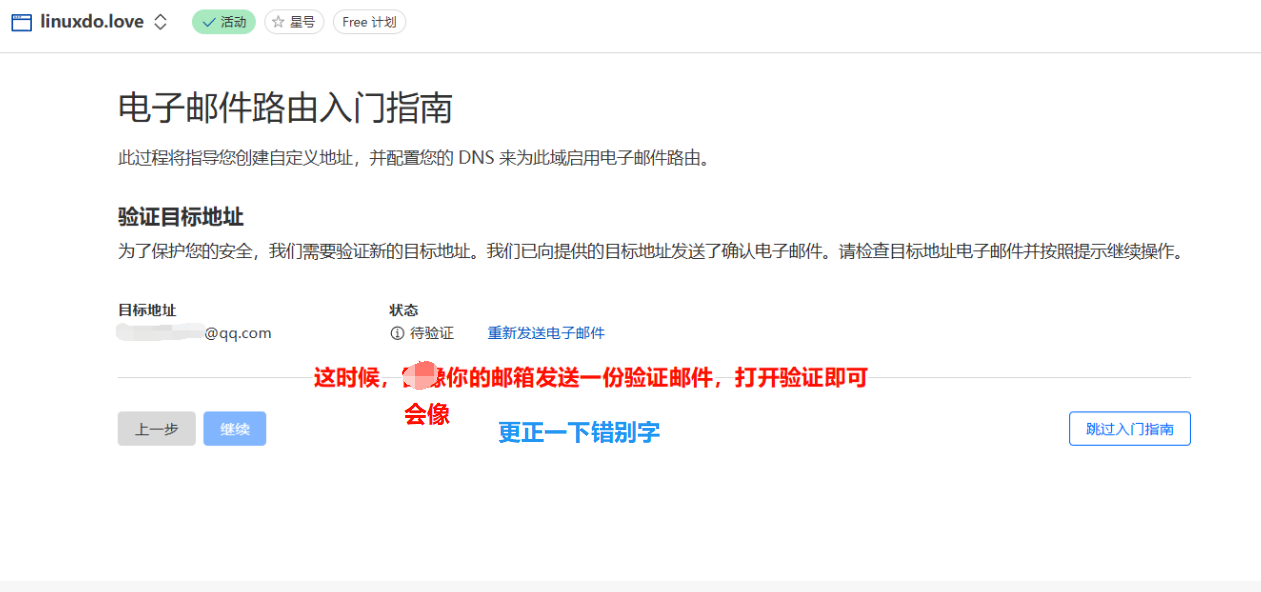 linuxdo.love 活动 星号 Free 计划
电子邮件路由入门指南
此过程将指导您创建自定义地址，并配置您的 DNS 来为此域启用电子邮件路由。
验证目标地址
为了保护您的安全，我们需要验证新的目标地址。我们已向提供的目标地址发送了确认电子邮件。请检查目标地址电子邮件并按照提示继续操作。
目标地址 状态
@qq.com 待验证 重新发送电子邮件
这时候，你的邮箱发送一份验证邮件，打开验证即可
会像
更正一下错别字
上一步 继续 跳过入门指南